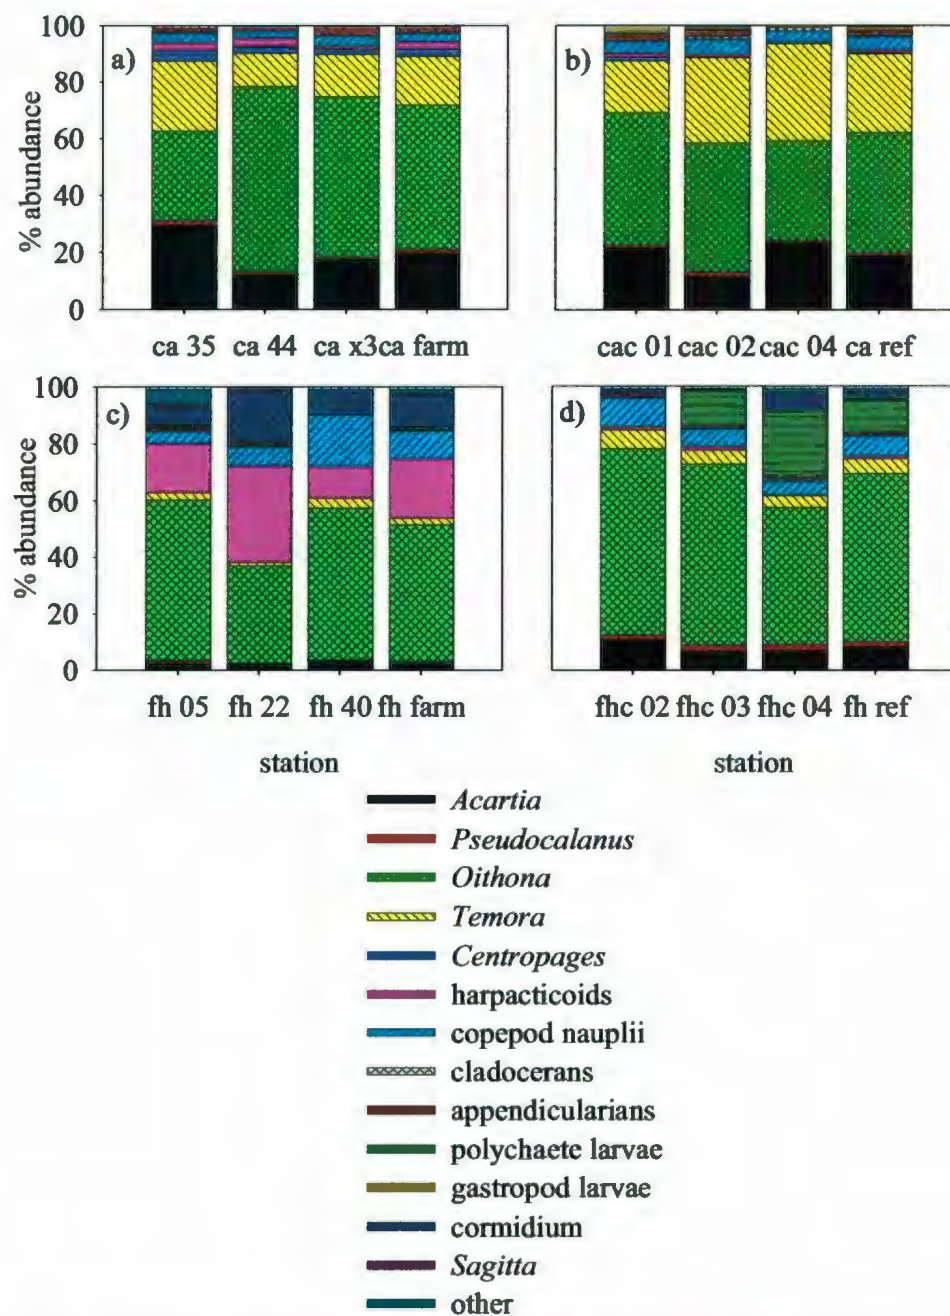 a)
b)
100
80
60
40
20
0
% abundance
ca 35 ca 44 ca x3 ca farm
cac 01 cac 02 cac 04 ca ref
c)
d)
100
80
60
40
20
0
% abundance
fh 05 fh 22 fh 40 fh farm
fhc 02 fhc 03 fhc 04 fh ref
station
station
Acartia
Pseudocalanus
Oithona
Temora
Centropages
harpacticoids
copepod nauplii
cladocerans
appendicularians
polychaete larvae
gastropod larvae
cormidium
Sagitta
other